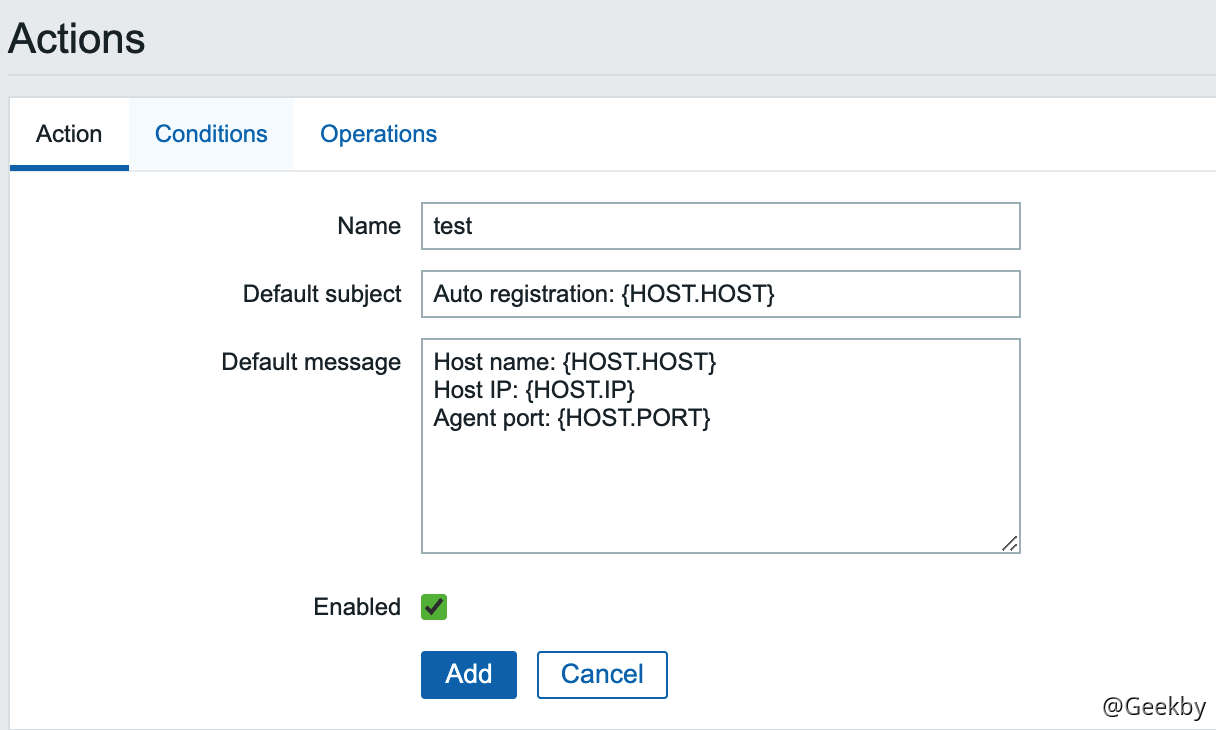 Actions
Action Conditions Operations
Name test
Default subject Auto registration: {HOST.HOST}
Default message Host name: {HOST.HOST}
Host IP: {HOST.IP}
Agent port: {HOST.PORT}
Enabled
Add Cancel
@Geekby